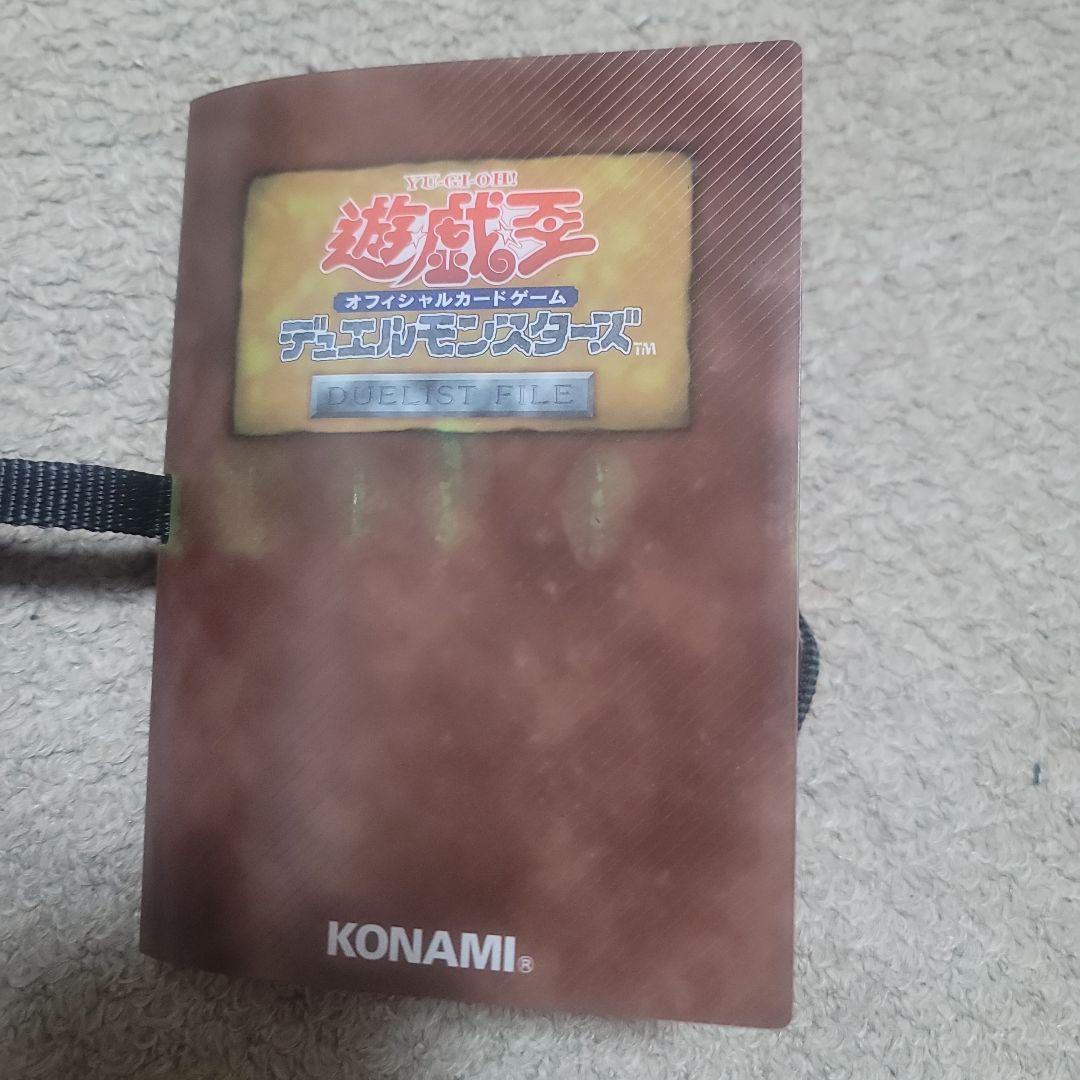 YU-GI-OH!
遊☆戯☆王
オフィシャルカードゲーム
デュエルモンスターズ™
DUELIST FILE
KONAMI®